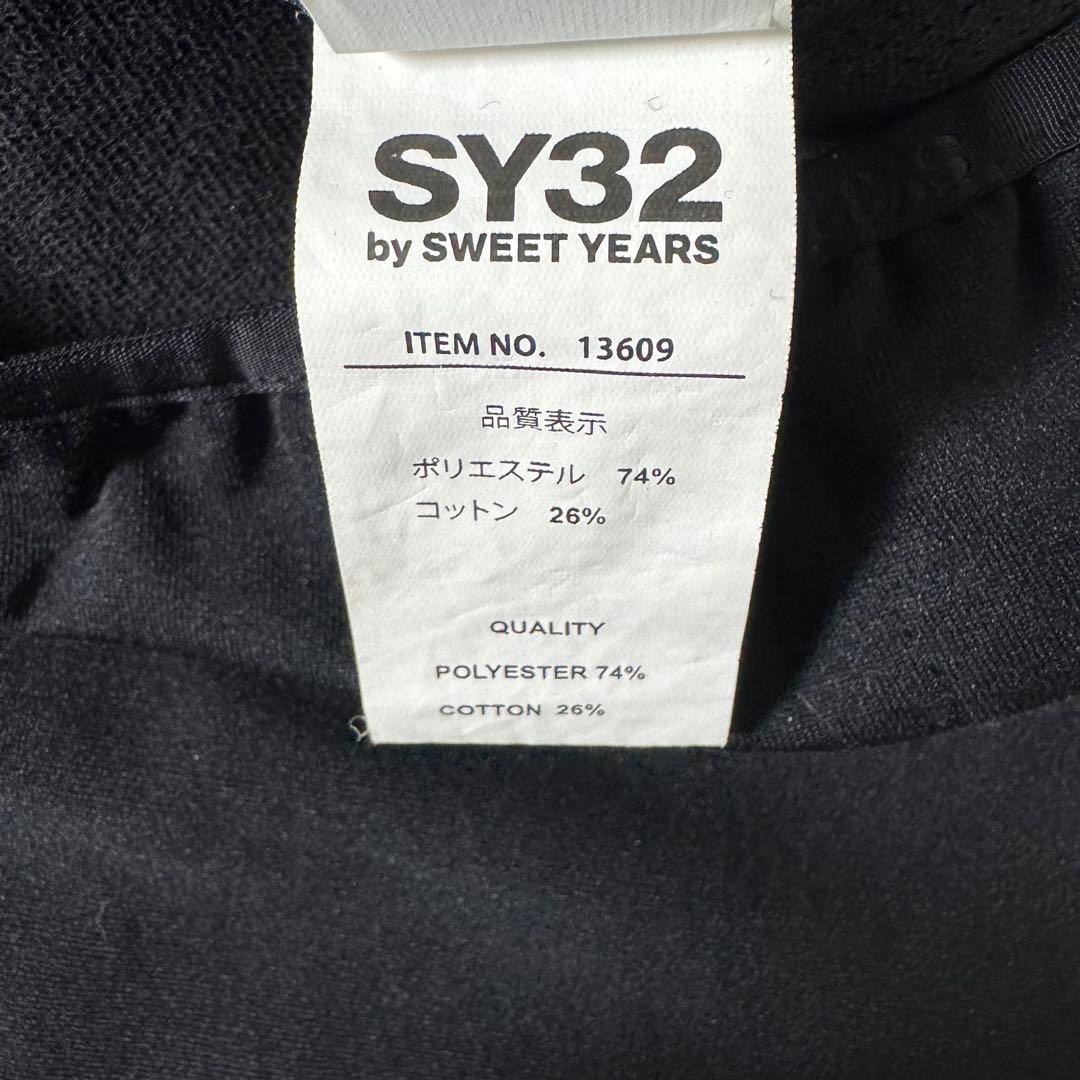 SY32
by SWEET YEARS
ITEM NO. 13609
品質表示
ポリエステル 74%
コットン 26%
QUALITY
POLYESTER 74%
COTTON 26%